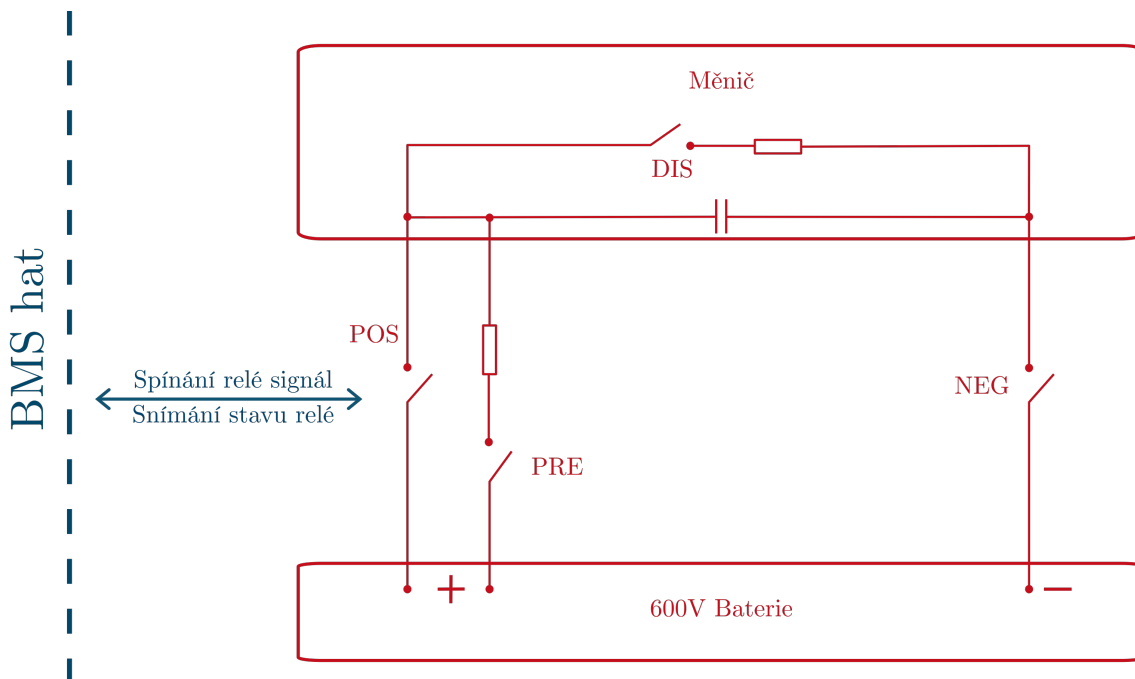 BMS hat
Spínání relé signál
Snímání stavu relé
Měnič
DIS
POS
NEG
PRE
+
600V Baterie
−